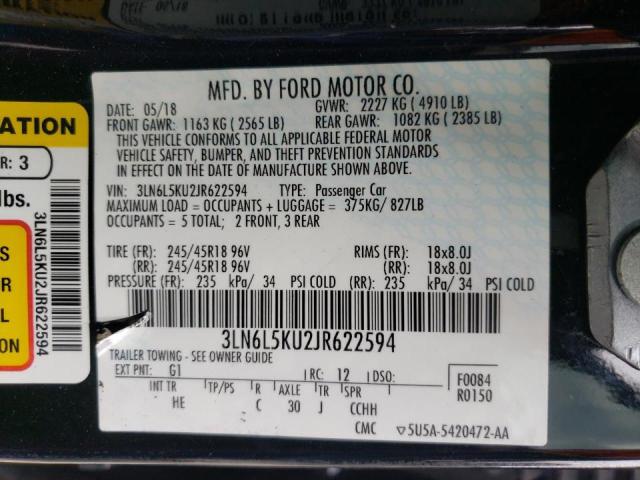 MFD. BY FORD MOTOR CO.
DATE: 05/18 GVWR: 2227 KG ( 4910 LB)
FRONT GAWR: 1163 KG ( 2565 LB) REAR GAWR: 1082 KG ( 2385 LB)
THIS VEHICLE CONFORMS TO ALL APPLICABLE FEDERAL MOTOR
VEHICLE SAFETY, BUMPER, AND THEFT PREVENTION STANDARDS
IN EFFECT ON THE DATE OF MANUFACTURE SHOWN ABOVE.
VIN: 3LN6L5KU2JR622594 TYPE: Passenger Car
MAXIMUM LOAD = OCCUPANTS + LUGGAGE = 375KG/ 827LB
OCCUPANTS = 5 TOTAL; 2 FRONT, 3 REAR
TIRE (FR): 245/45R18 96V RIMS (FR): 18x8.0J
(RR): 245/45R18 96V (RR): 18x8.0J
PRESSURE (FR): 235 kPa/ 34 PSI COLD (RR): 235 kPa/ 34 PSI COLD
3LN6L5KU2JR622594
TRAILER TOWING - SEE OWNER GUIDE
EXT PNT: G1 RC: 12 DSO: F0084
INT TR TP/PS R AXLE TR SPR R0150
HE C 30 J CCHH
CMC ▽5U5A-5420472-AA
ATION
R: 3
lbs.
3LN6L5KU2JR622594
S
R
L
ION